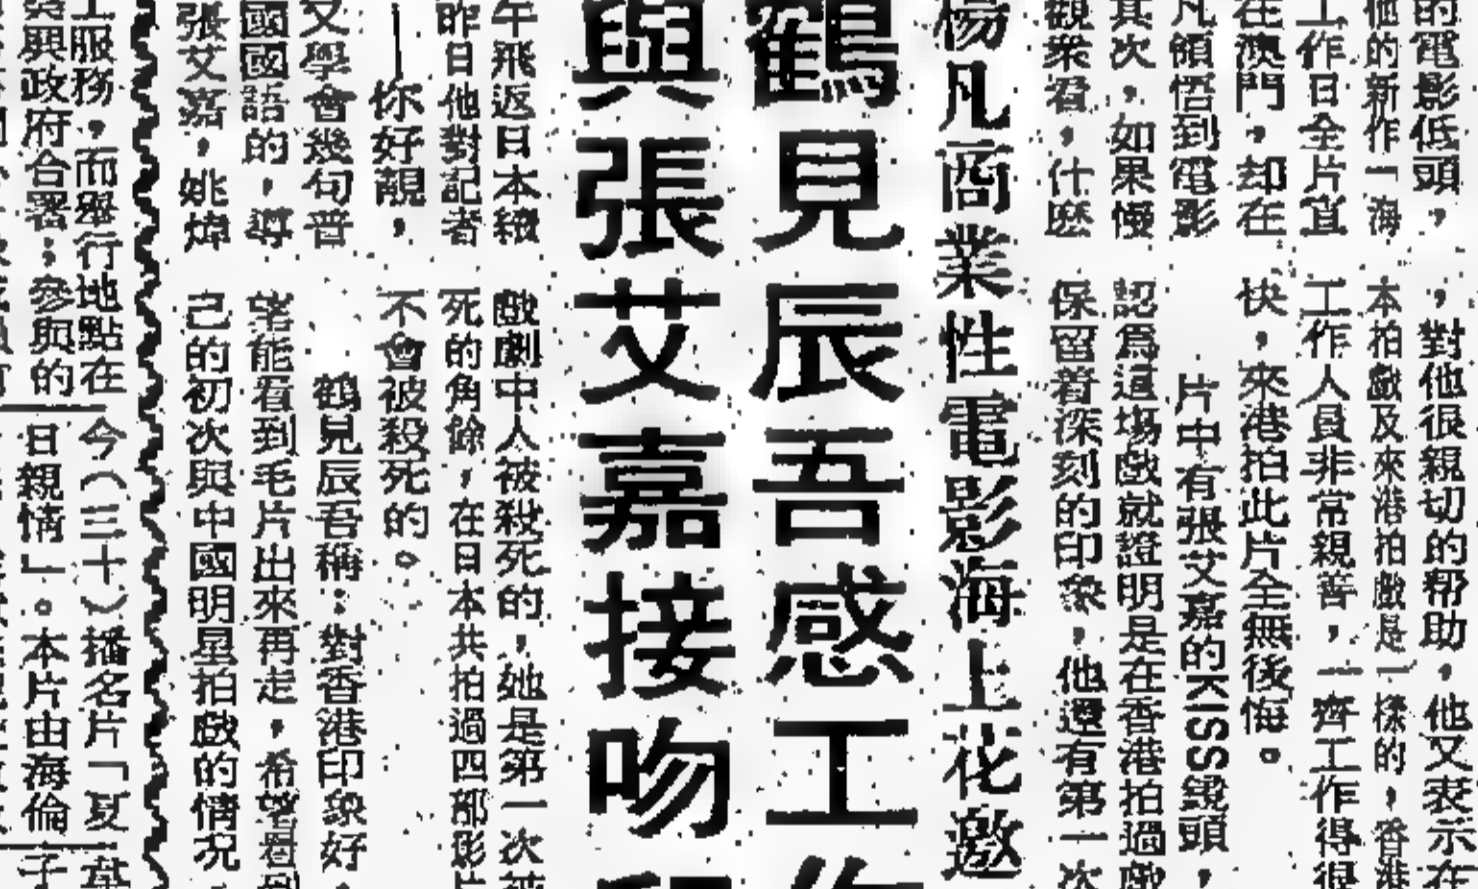 的電影低頭，
他的新作「海
工作日全片宣
在澳門，却在
凡領悟到電影
其次，如果慢
觀衆看，什麼
，對他很親切的帮助，他又表示在
本拍戲及來港拍戲是一樣的，香港
工作人員非常親善，一齊工作得很
快，來港拍此片全無後悔。
片中有張艾嘉的KISS鏡頭，
認爲這塲戲就證明是在香港拍過戲
保留着深刻的印象，他還有第一次
楊凡商業性電影海上花邀
鶴見辰吾感工作
與張艾嘉接吻印
午飛返日本續
昨日他對記者
—你好靚，
又學會幾句普
國國語的，導
張艾嘉，姚煒
戲劇中人被殺死的，她是第一次被
死的角餘，在日本共拍過四部影片
不會被殺死的。
鶴見辰吾稱：對香港印象好，
望能看到毛片出來再走，希望看到
己的初次與中國明星拍戲的情況
工服務，而舉行地點在
與政府合署；參與的
今（三十）播名片「夏
日親情」。本片由海倫